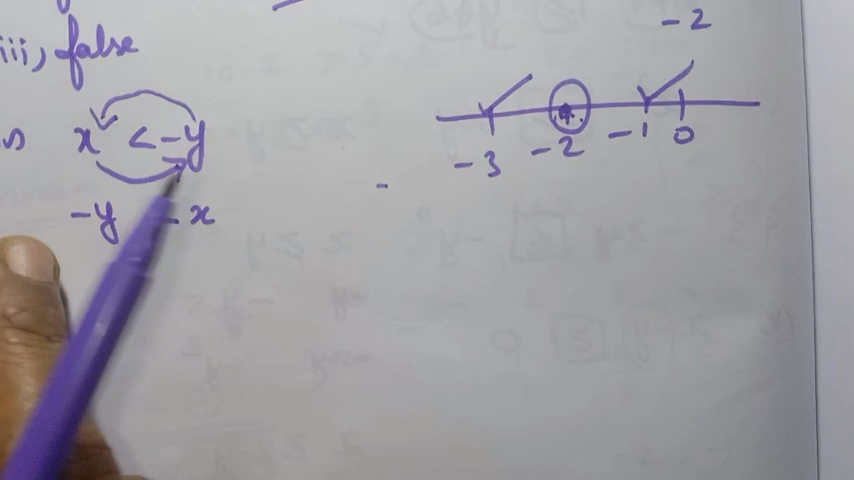 iii, false
x < -y
-y x
-2
-3 -2 -1 0
-